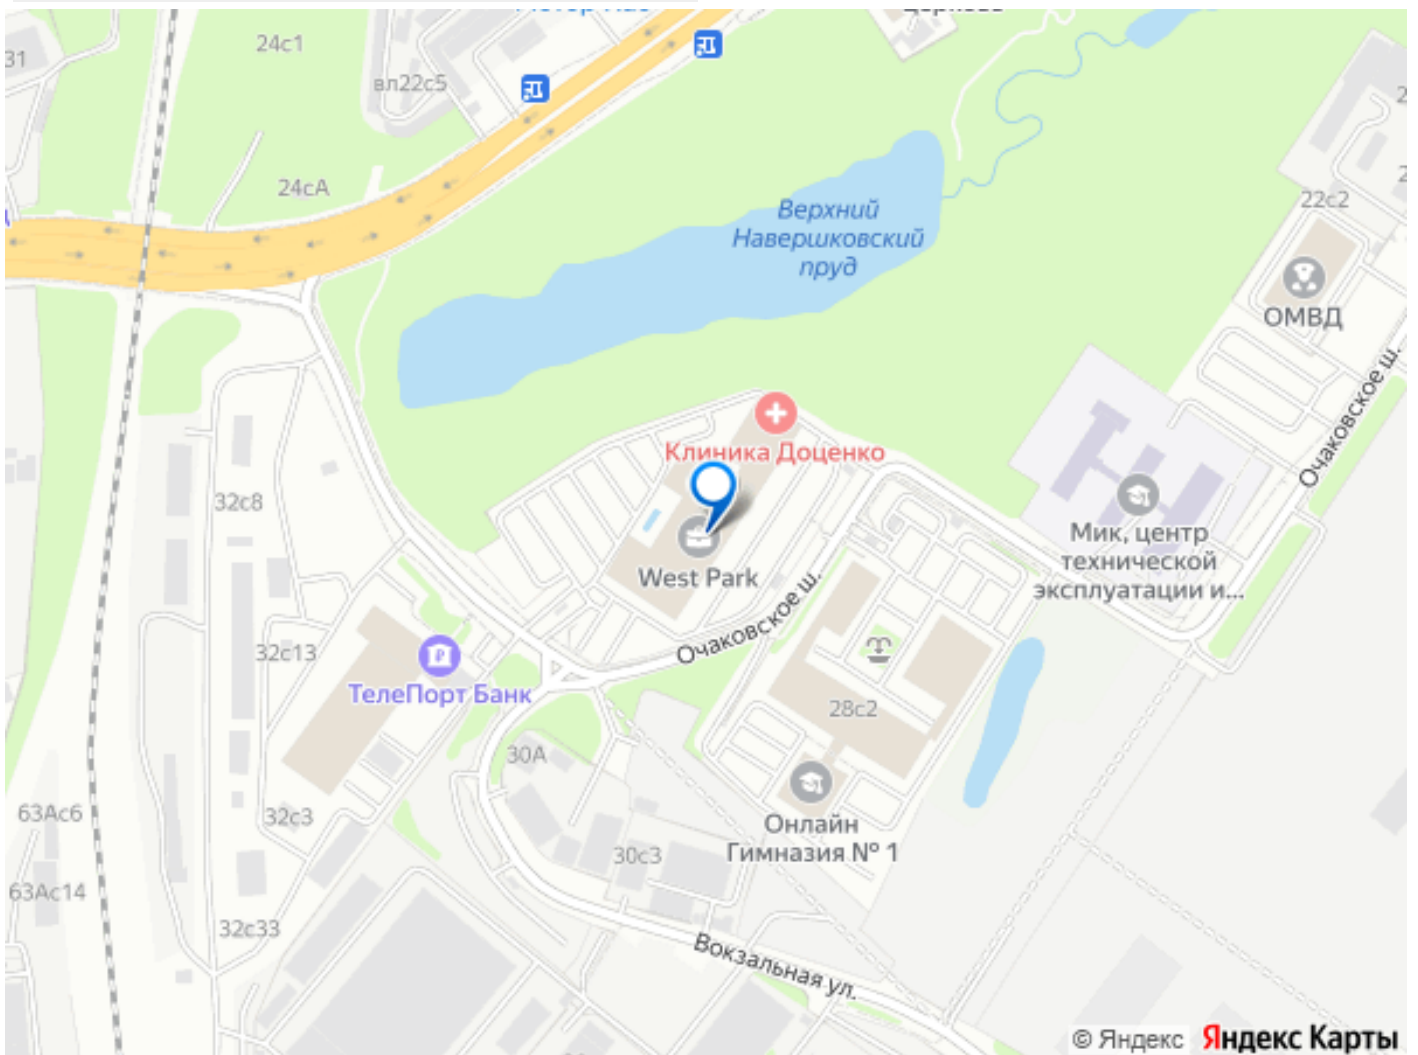 24с1
31
вл22с5
24сА
Верхний
Навершковский
пруд
22с2
ОМВД
Очаковское ш.
Клиника Доценко
32с8
Мик, центр
технической
эксплуатации и...
West Park
Очаковское ш.
32с13
ТелеПорт Банк
28с2
30А
63Ас6
32с3
Онлайн
Гимназия № 1
30с3
63Ас14
32с33
Вокзальная ул.
© Яндекс Яндекс Карты